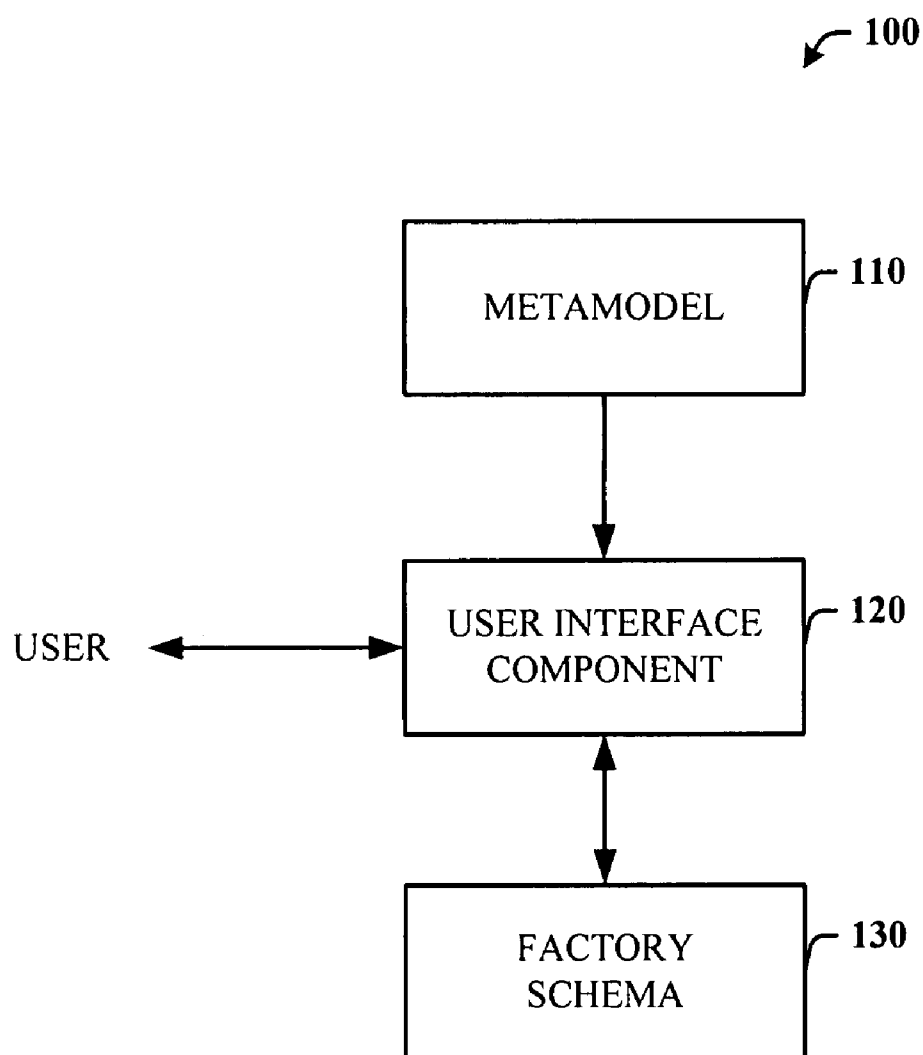 100
METAMODEL
110
USER INTERFACE
COMPONENT
120
USER
FACTORY
SCHEMA
130